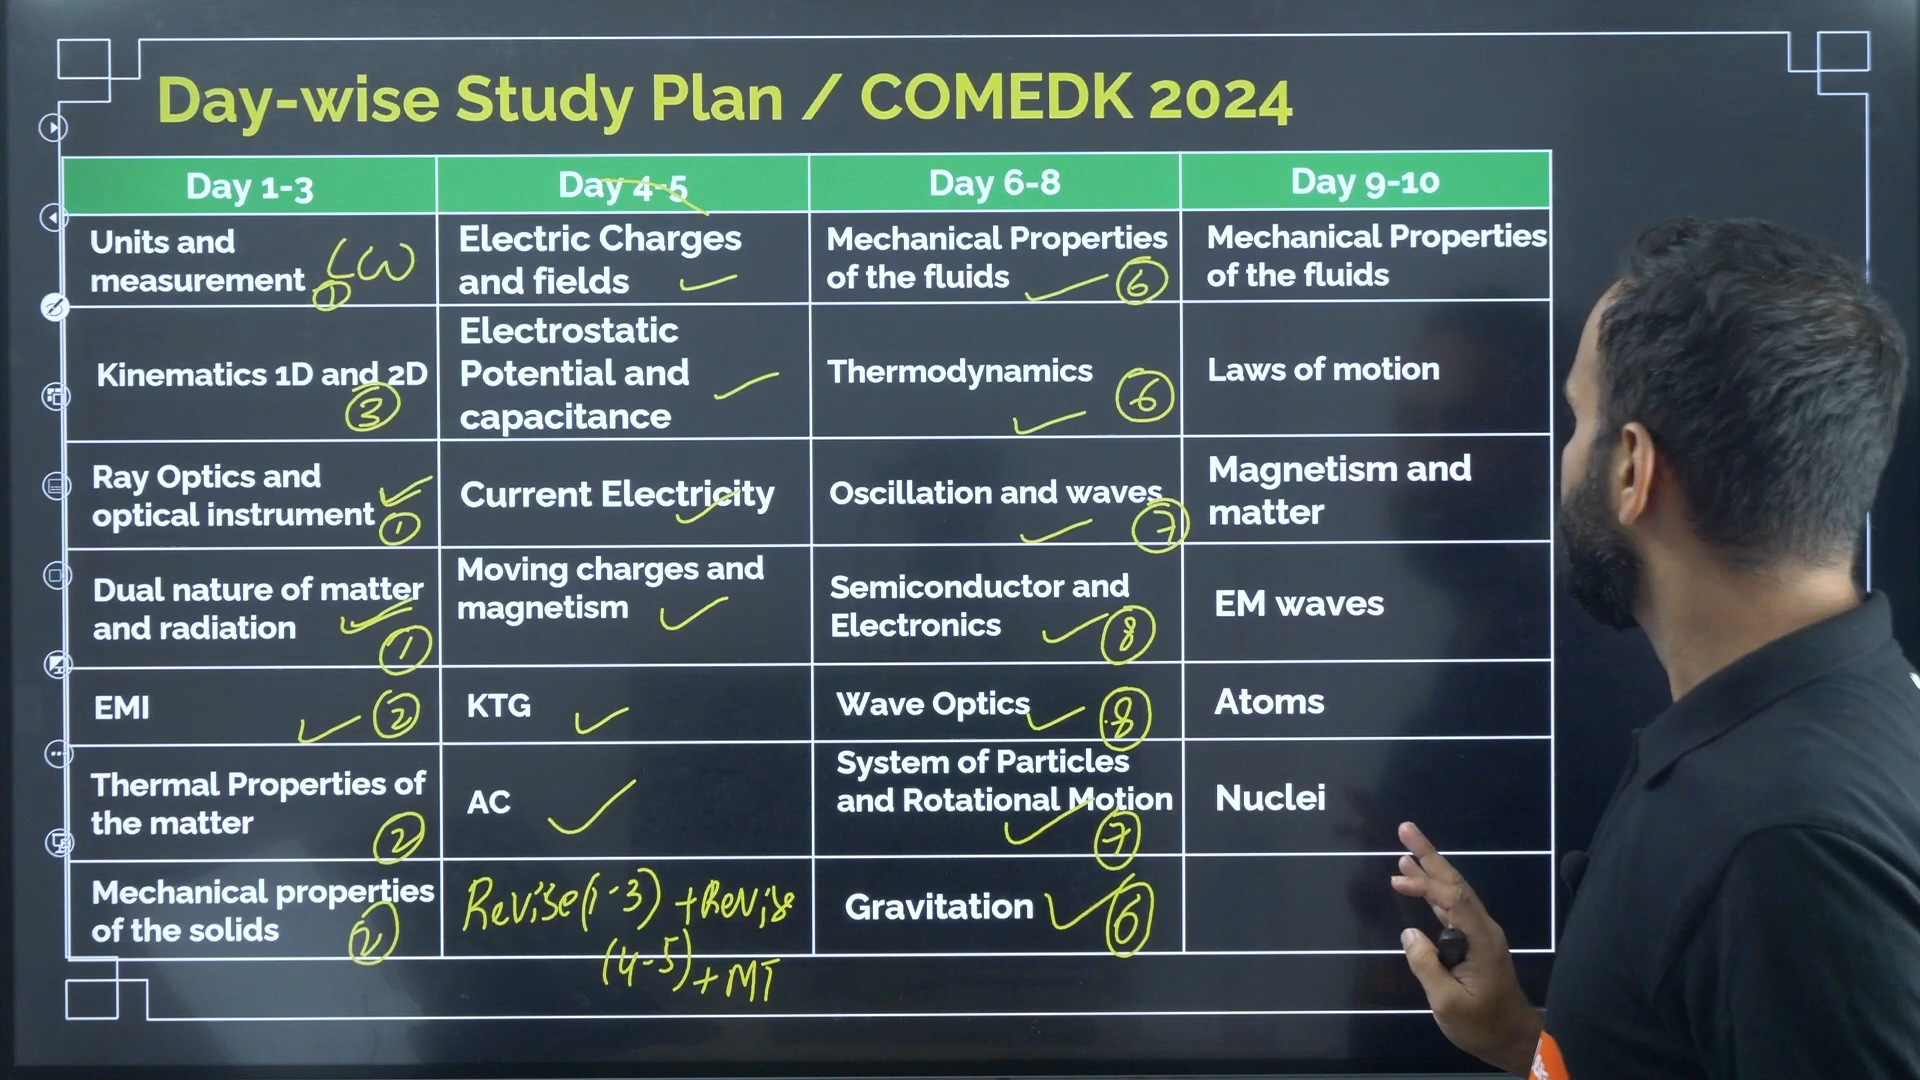 Day-wise Study Plan / COMEDK 2024
Day 1-3
Day 4-5
Day 6-8
Day 9-10
Units and
measurement
1
Electric Charges
and fields
Mechanical Properties
of the fluids
6
Mechanical Properties
of the fluids
Kinematics 1D and 2D
3
Electrostatic
Potential and
capacitance
Thermodynamics
6
Laws of motion
Ray Optics and
optical instrument
1
Current Electricity
Oscillation and waves
7
Magnetism and
matter
Dual nature of matter
and radiation
1
Moving charges and
magnetism
Semiconductor and
Electronics
8
EM waves
EMI
2
KTG
Wave Optics
8
Atoms
Thermal Properties of
the matter
2
AC
System of Particles
and Rotational Motion
7
Nuclei
Mechanical properties
of the solids
2
Revise (1-3) + Revise
(4-5) + MT
Gravitation
6